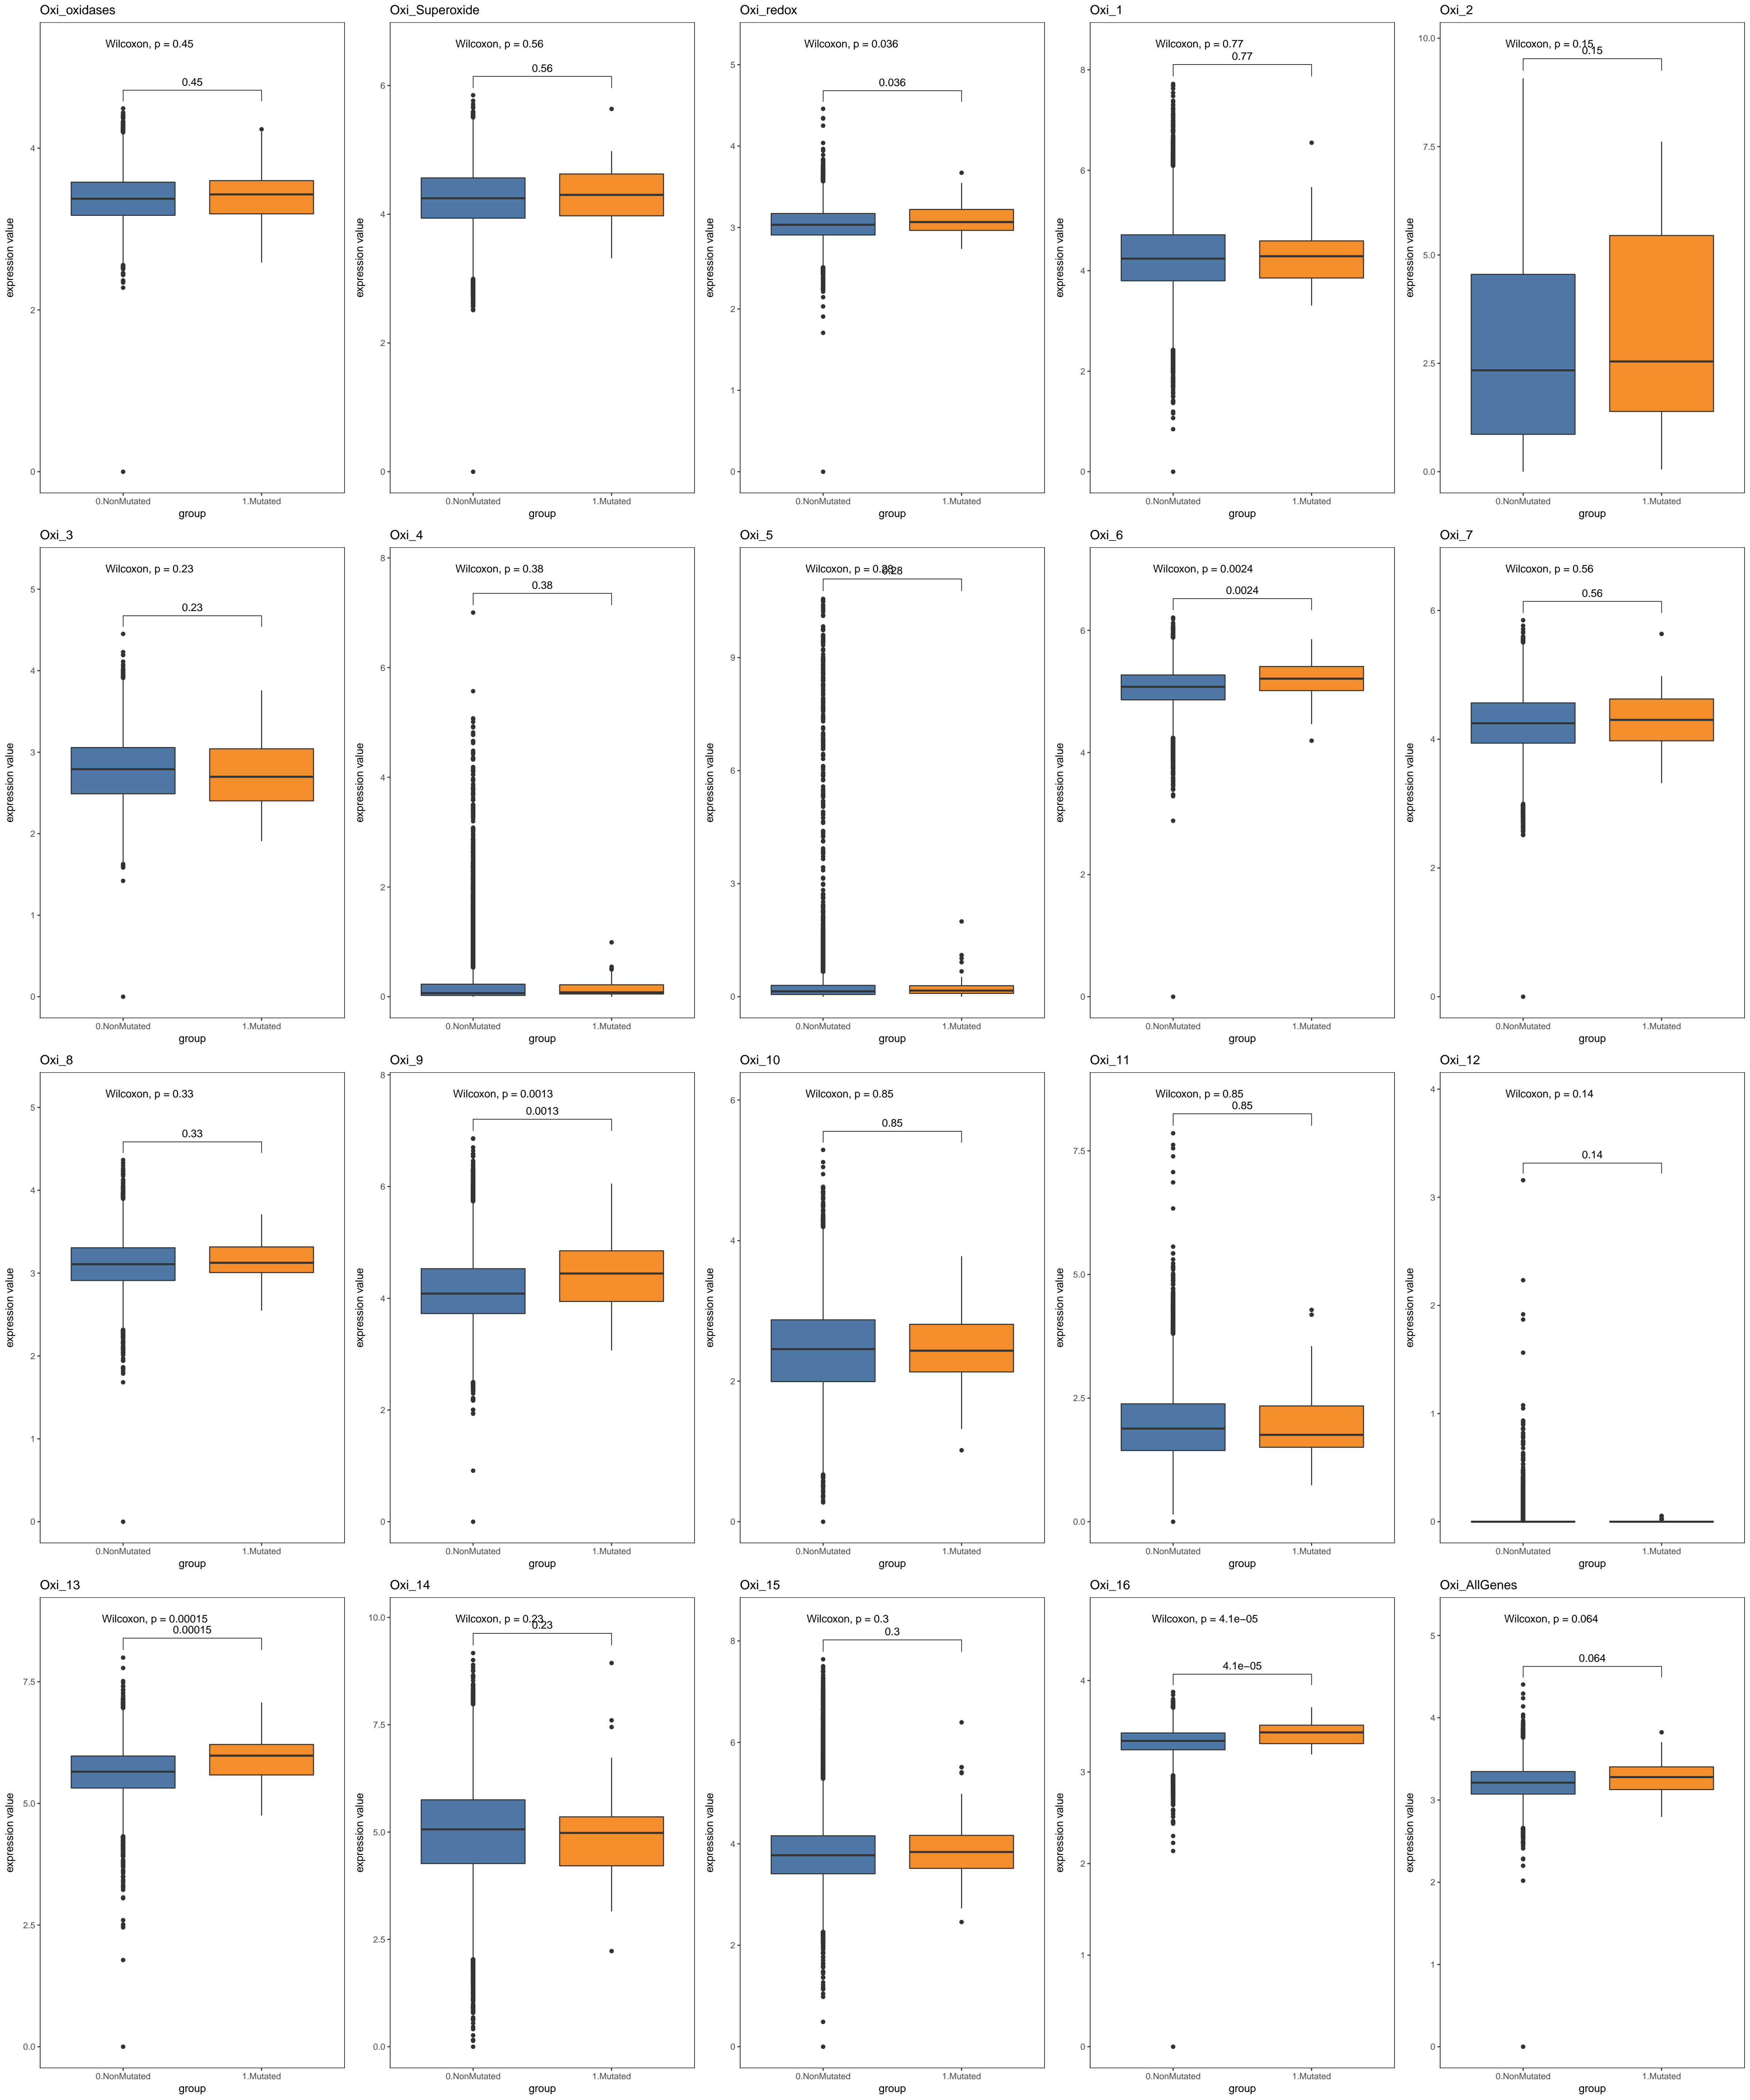 Oxi_oxidases
Wilcoxon, p = 0.45
0.45
4
2
0
expression value
0.NonMutated
1.Mutated
group
Oxi_Superoxide
Wilcoxon, p = 0.56
0.56
6
4
2
0
expression value
0.NonMutated
1.Mutated
group
Oxi_redox
Wilcoxon, p = 0.036
0.036
5
4
3
2
1
0
expression value
0.NonMutated
1.Mutated
group
Oxi_1
Wilcoxon, p = 0.77
0.77
8
6
4
2
0
expression value
0.NonMutated
1.Mutated
group
Oxi_2
Wilcoxon, p = 0.15
0.15
10.0
7.5
5.0
2.5
0.0
expression value
0.NonMutated
1.Mutated
group
Oxi_3
Wilcoxon, p = 0.23
0.23
5
4
3
2
1
0
expression value
0.NonMutated
1.Mutated
group
Oxi_4
Wilcoxon, p = 0.38
0.38
8
6
4
2
0
expression value
0.NonMutated
1.Mutated
group
Oxi_5
Wilcoxon, p = 0.28
0.28
9
6
3
0
expression value
0.NonMutated
1.Mutated
group
Oxi_6
Wilcoxon, p = 0.0024
0.0024
6
4
2
0
expression value
0.NonMutated
1.Mutated
group
Oxi_7
Wilcoxon, p = 0.56
0.56
6
4
2
0
expression value
0.NonMutated
1.Mutated
group
Oxi_8
Wilcoxon, p = 0.33
0.33
5
4
3
2
1
0
expression value
0.NonMutated
1.Mutated
group
Oxi_9
Wilcoxon, p = 0.0013
0.0013
8
6
4
2
0
expression value
0.NonMutated
1.Mutated
group
Oxi_10
Wilcoxon, p = 0.85
0.85
6
4
2
0
expression value
0.NonMutated
1.Mutated
group
Oxi_11
Wilcoxon, p = 0.85
0.85
7.5
5.0
2.5
0.0
expression value
0.NonMutated
1.Mutated
group
Oxi_12
Wilcoxon, p = 0.14
0.14
4
3
2
1
0
expression value
0.NonMutated
1.Mutated
group
Oxi_13
Wilcoxon, p = 0.00015
0.00015
7.5
5.0
2.5
0.0
expression value
0.NonMutated
1.Mutated
group
Oxi_14
Wilcoxon, p = 0.23
0.23
10.0
7.5
5.0
2.5
0.0
expression value
0.NonMutated
1.Mutated
group
Oxi_15
Wilcoxon, p = 0.3
0.3
8
6
4
2
0
expression value
0.NonMutated
1.Mutated
group
Oxi_16
Wilcoxon, p = 4.1e−05
4.1e−05
4
3
2
1
0
expression value
0.NonMutated
1.Mutated
group
Oxi_AllGenes
Wilcoxon, p = 0.064
0.064
5
4
3
2
1
0
expression value
0.NonMutated
1.Mutated
group